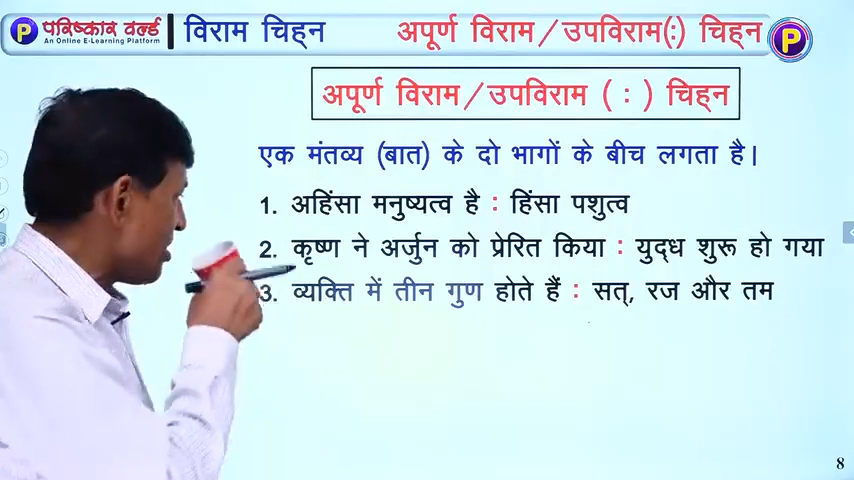 P परिष्कार वर्ल्ड
An Online E-Learning Platform
विराम चिह्न
अपूर्ण विराम/उपविराम(:) चिह्न
P
अपूर्ण विराम/उपविराम ( : ) चिह्न
एक मंतव्य (बात) के दो भागों के बीच लगता है।
1. अहिंसा मनुष्यत्व है : हिंसा पशुत्व
2. कृष्ण ने अर्जुन को प्रेरित किया : युद्ध शुरू हो गया
3. व्यक्ति में तीन गुण होते हैं : सत्, रज और तम
8